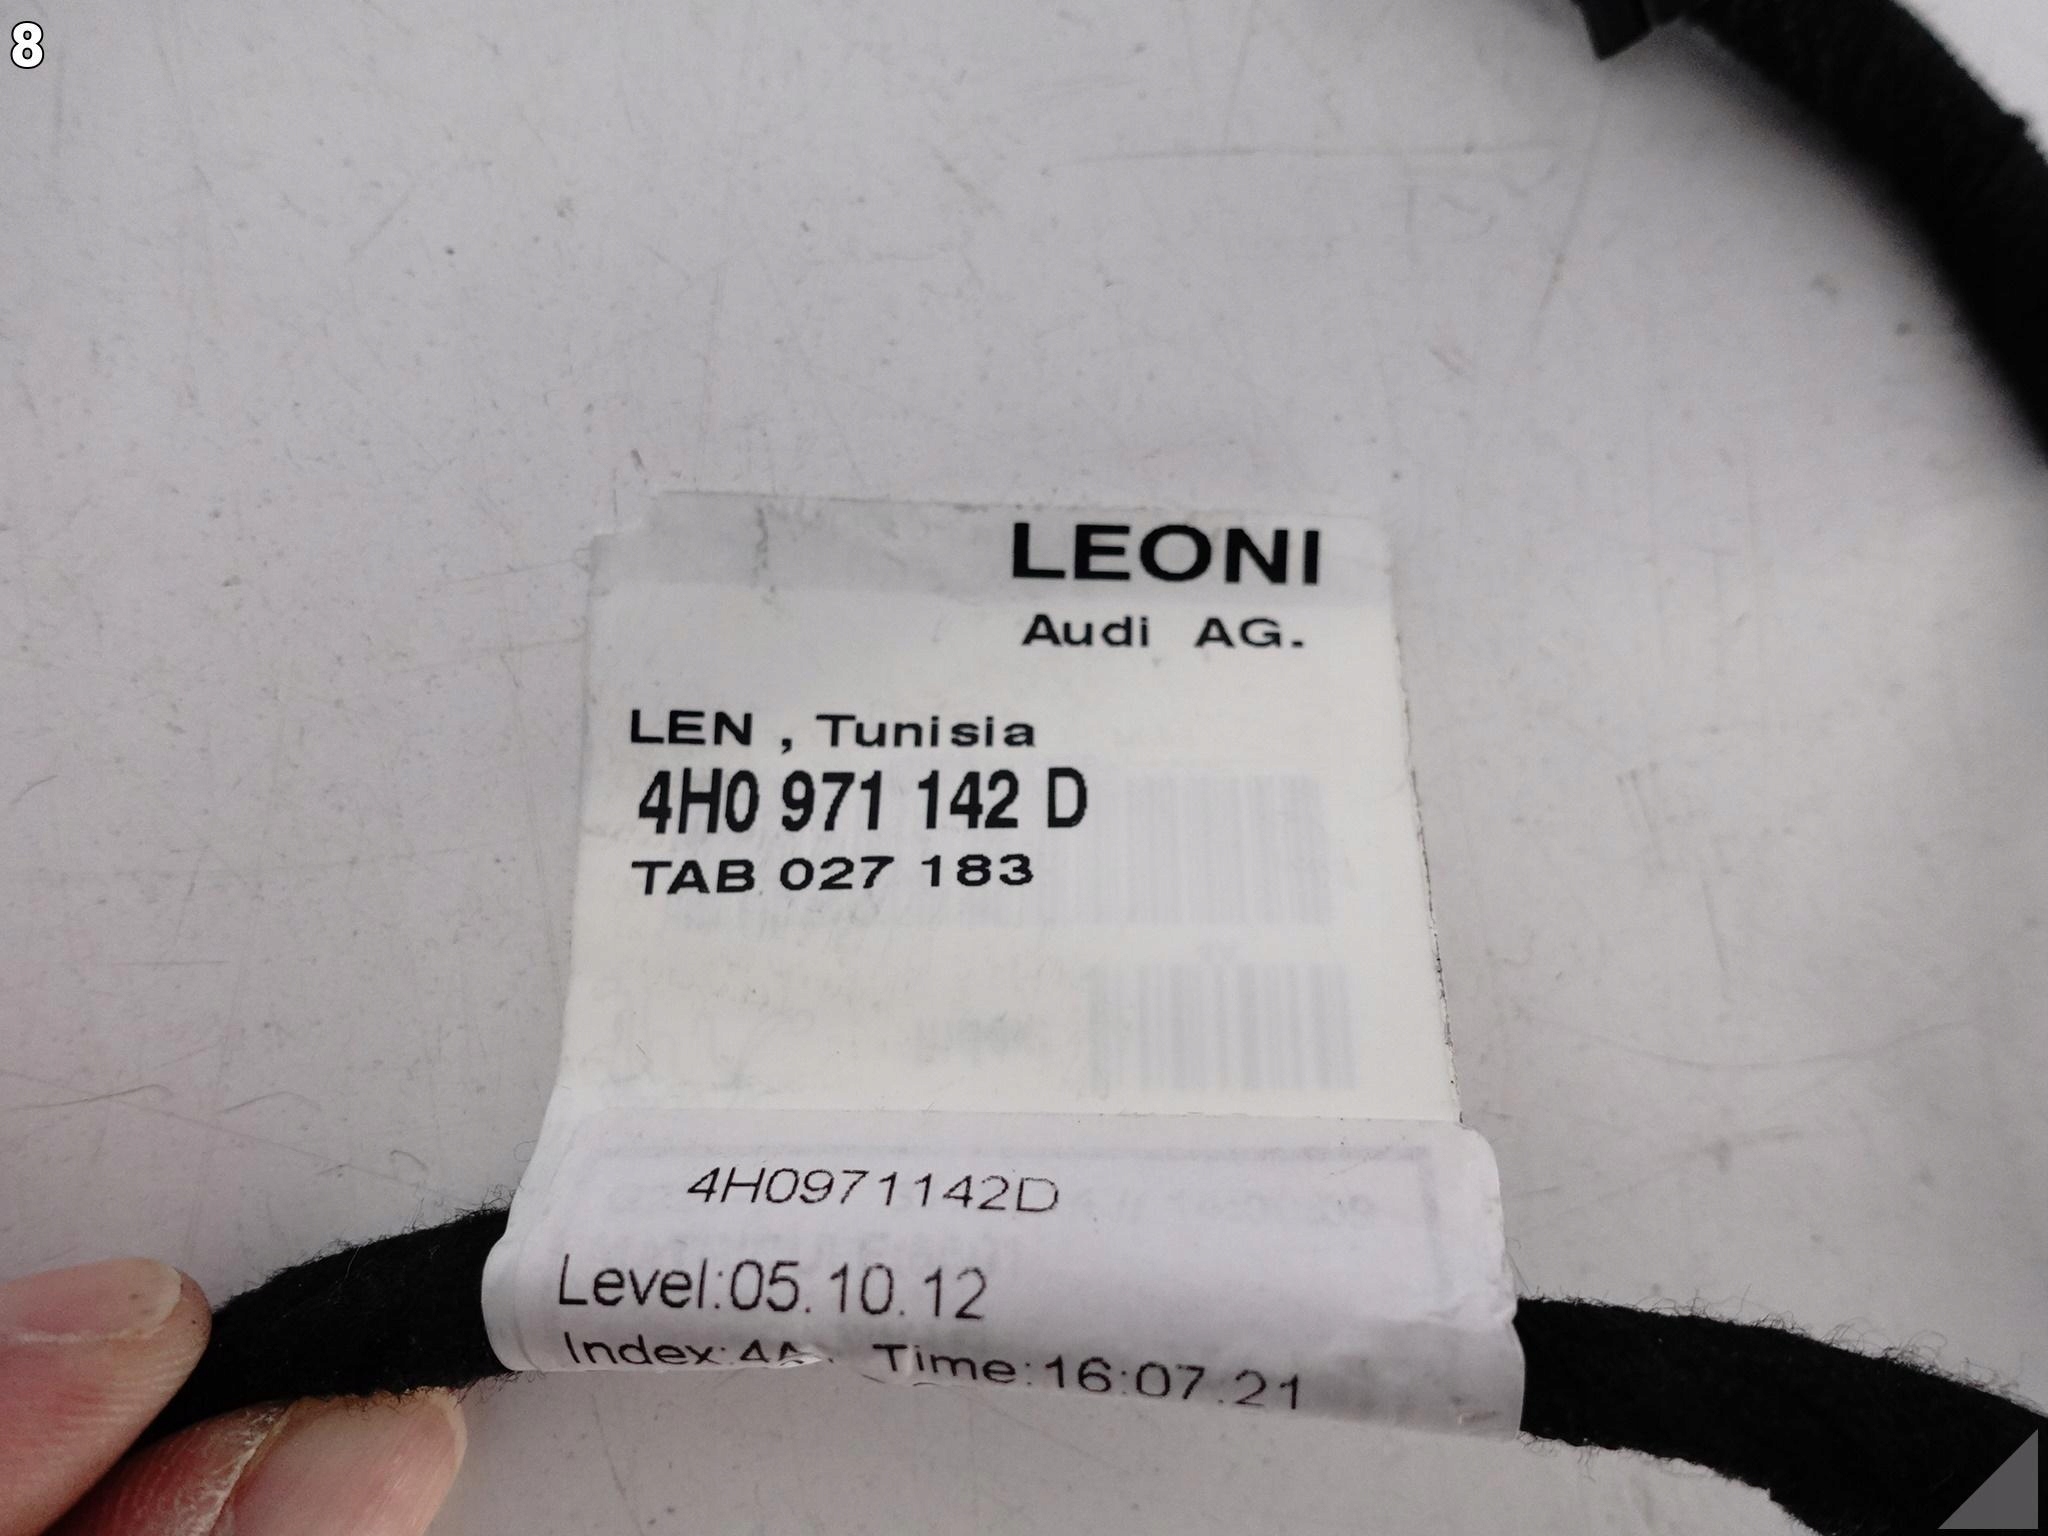 8
LEONI
Audi AG.
LEN , Tunisia
4H0 971 142 D
TAB 027 183
4H0971142D
Level:05.10.12
Time:16:07.21